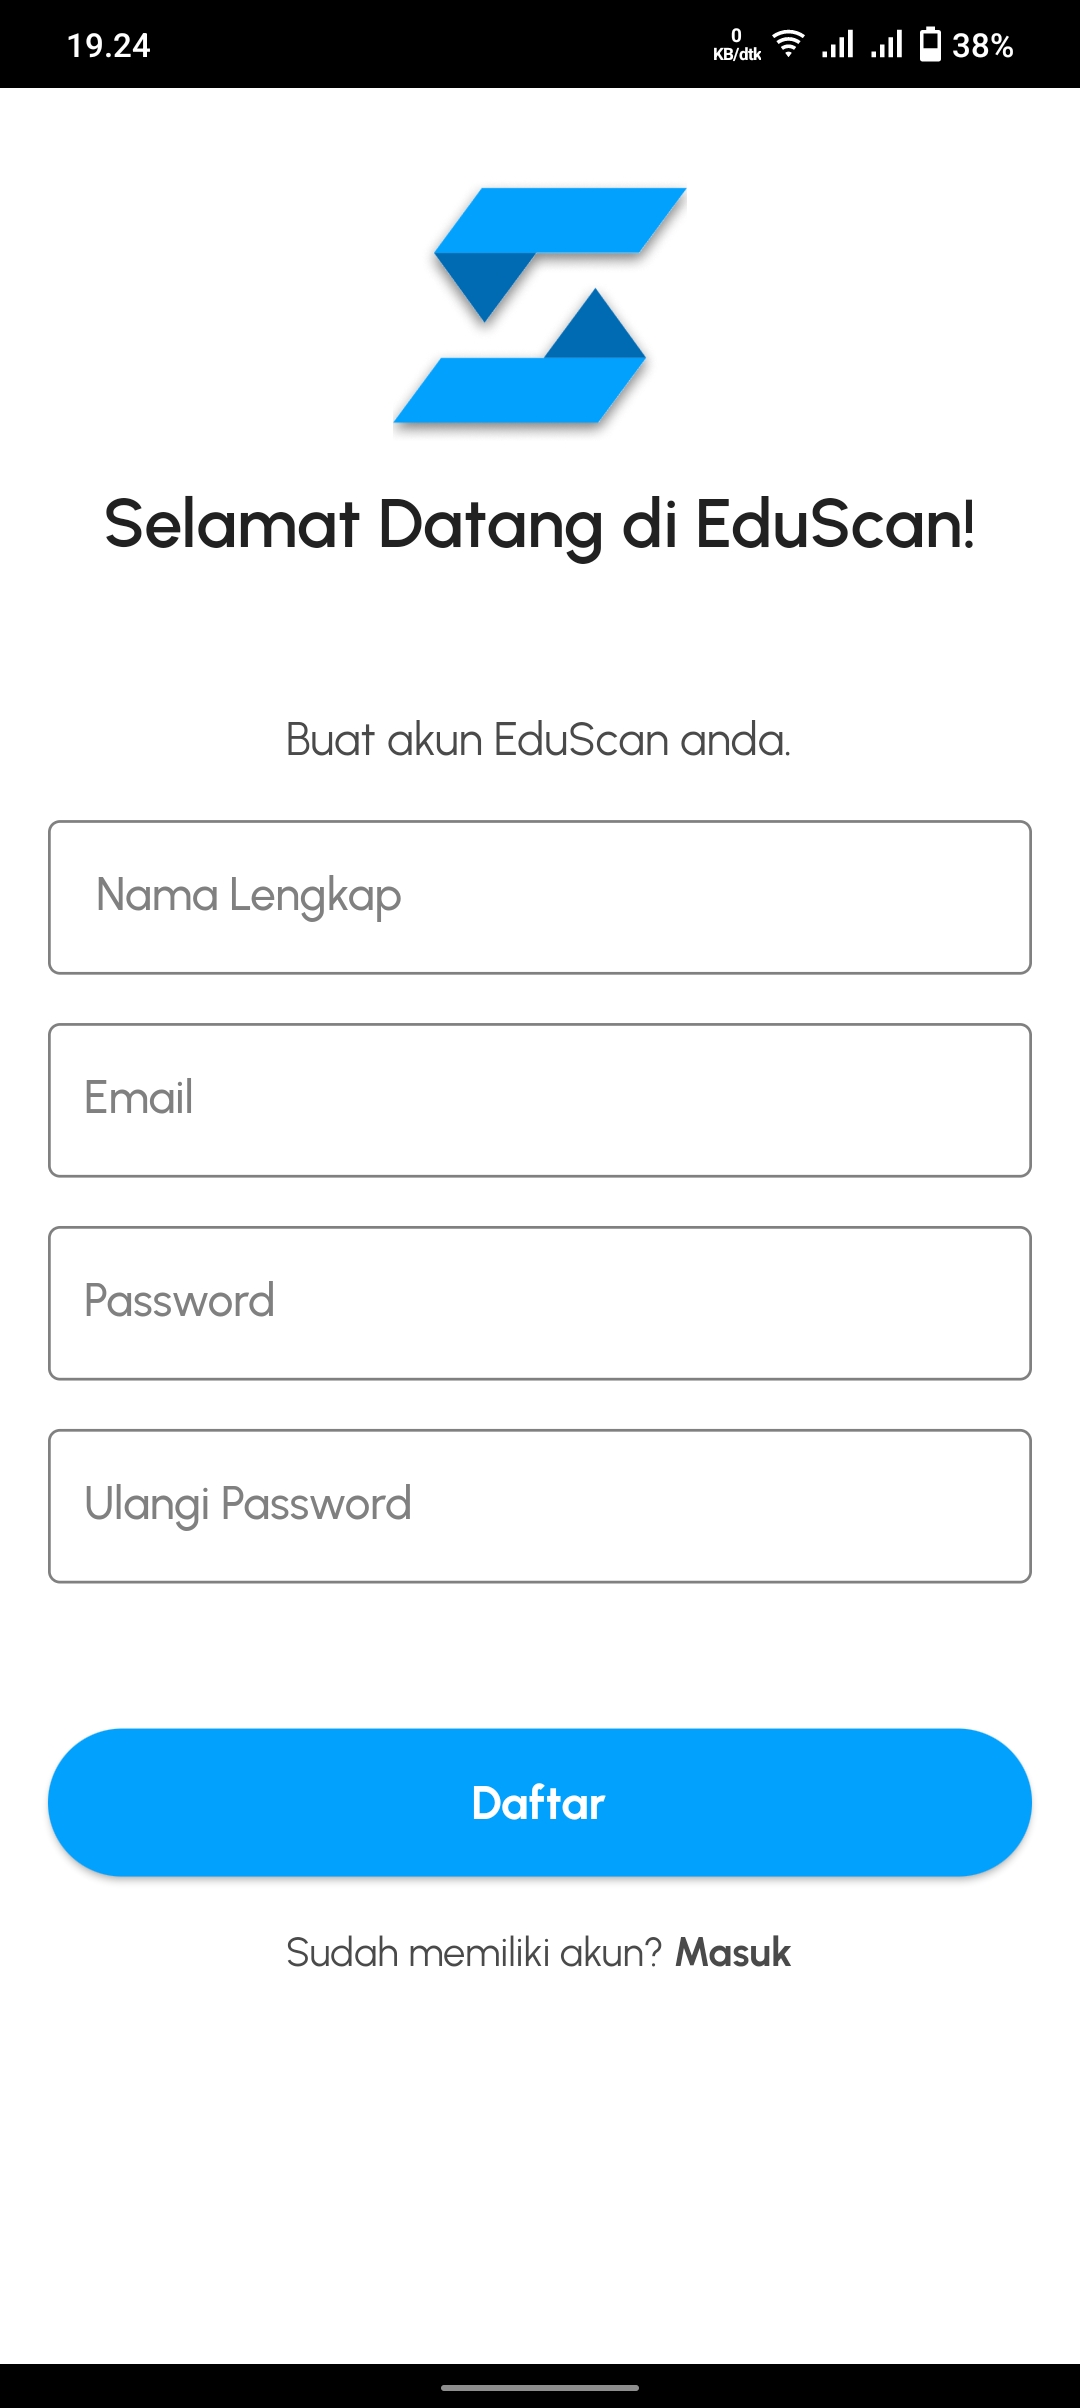 19.24
0
KB/dtk
38%
Selamat Datang di EduScan!
Buat akun EduScan anda.
Nama Lengkap
Email
Password
Ulangi Password
Daftar
Sudah memiliki akun? Masuk